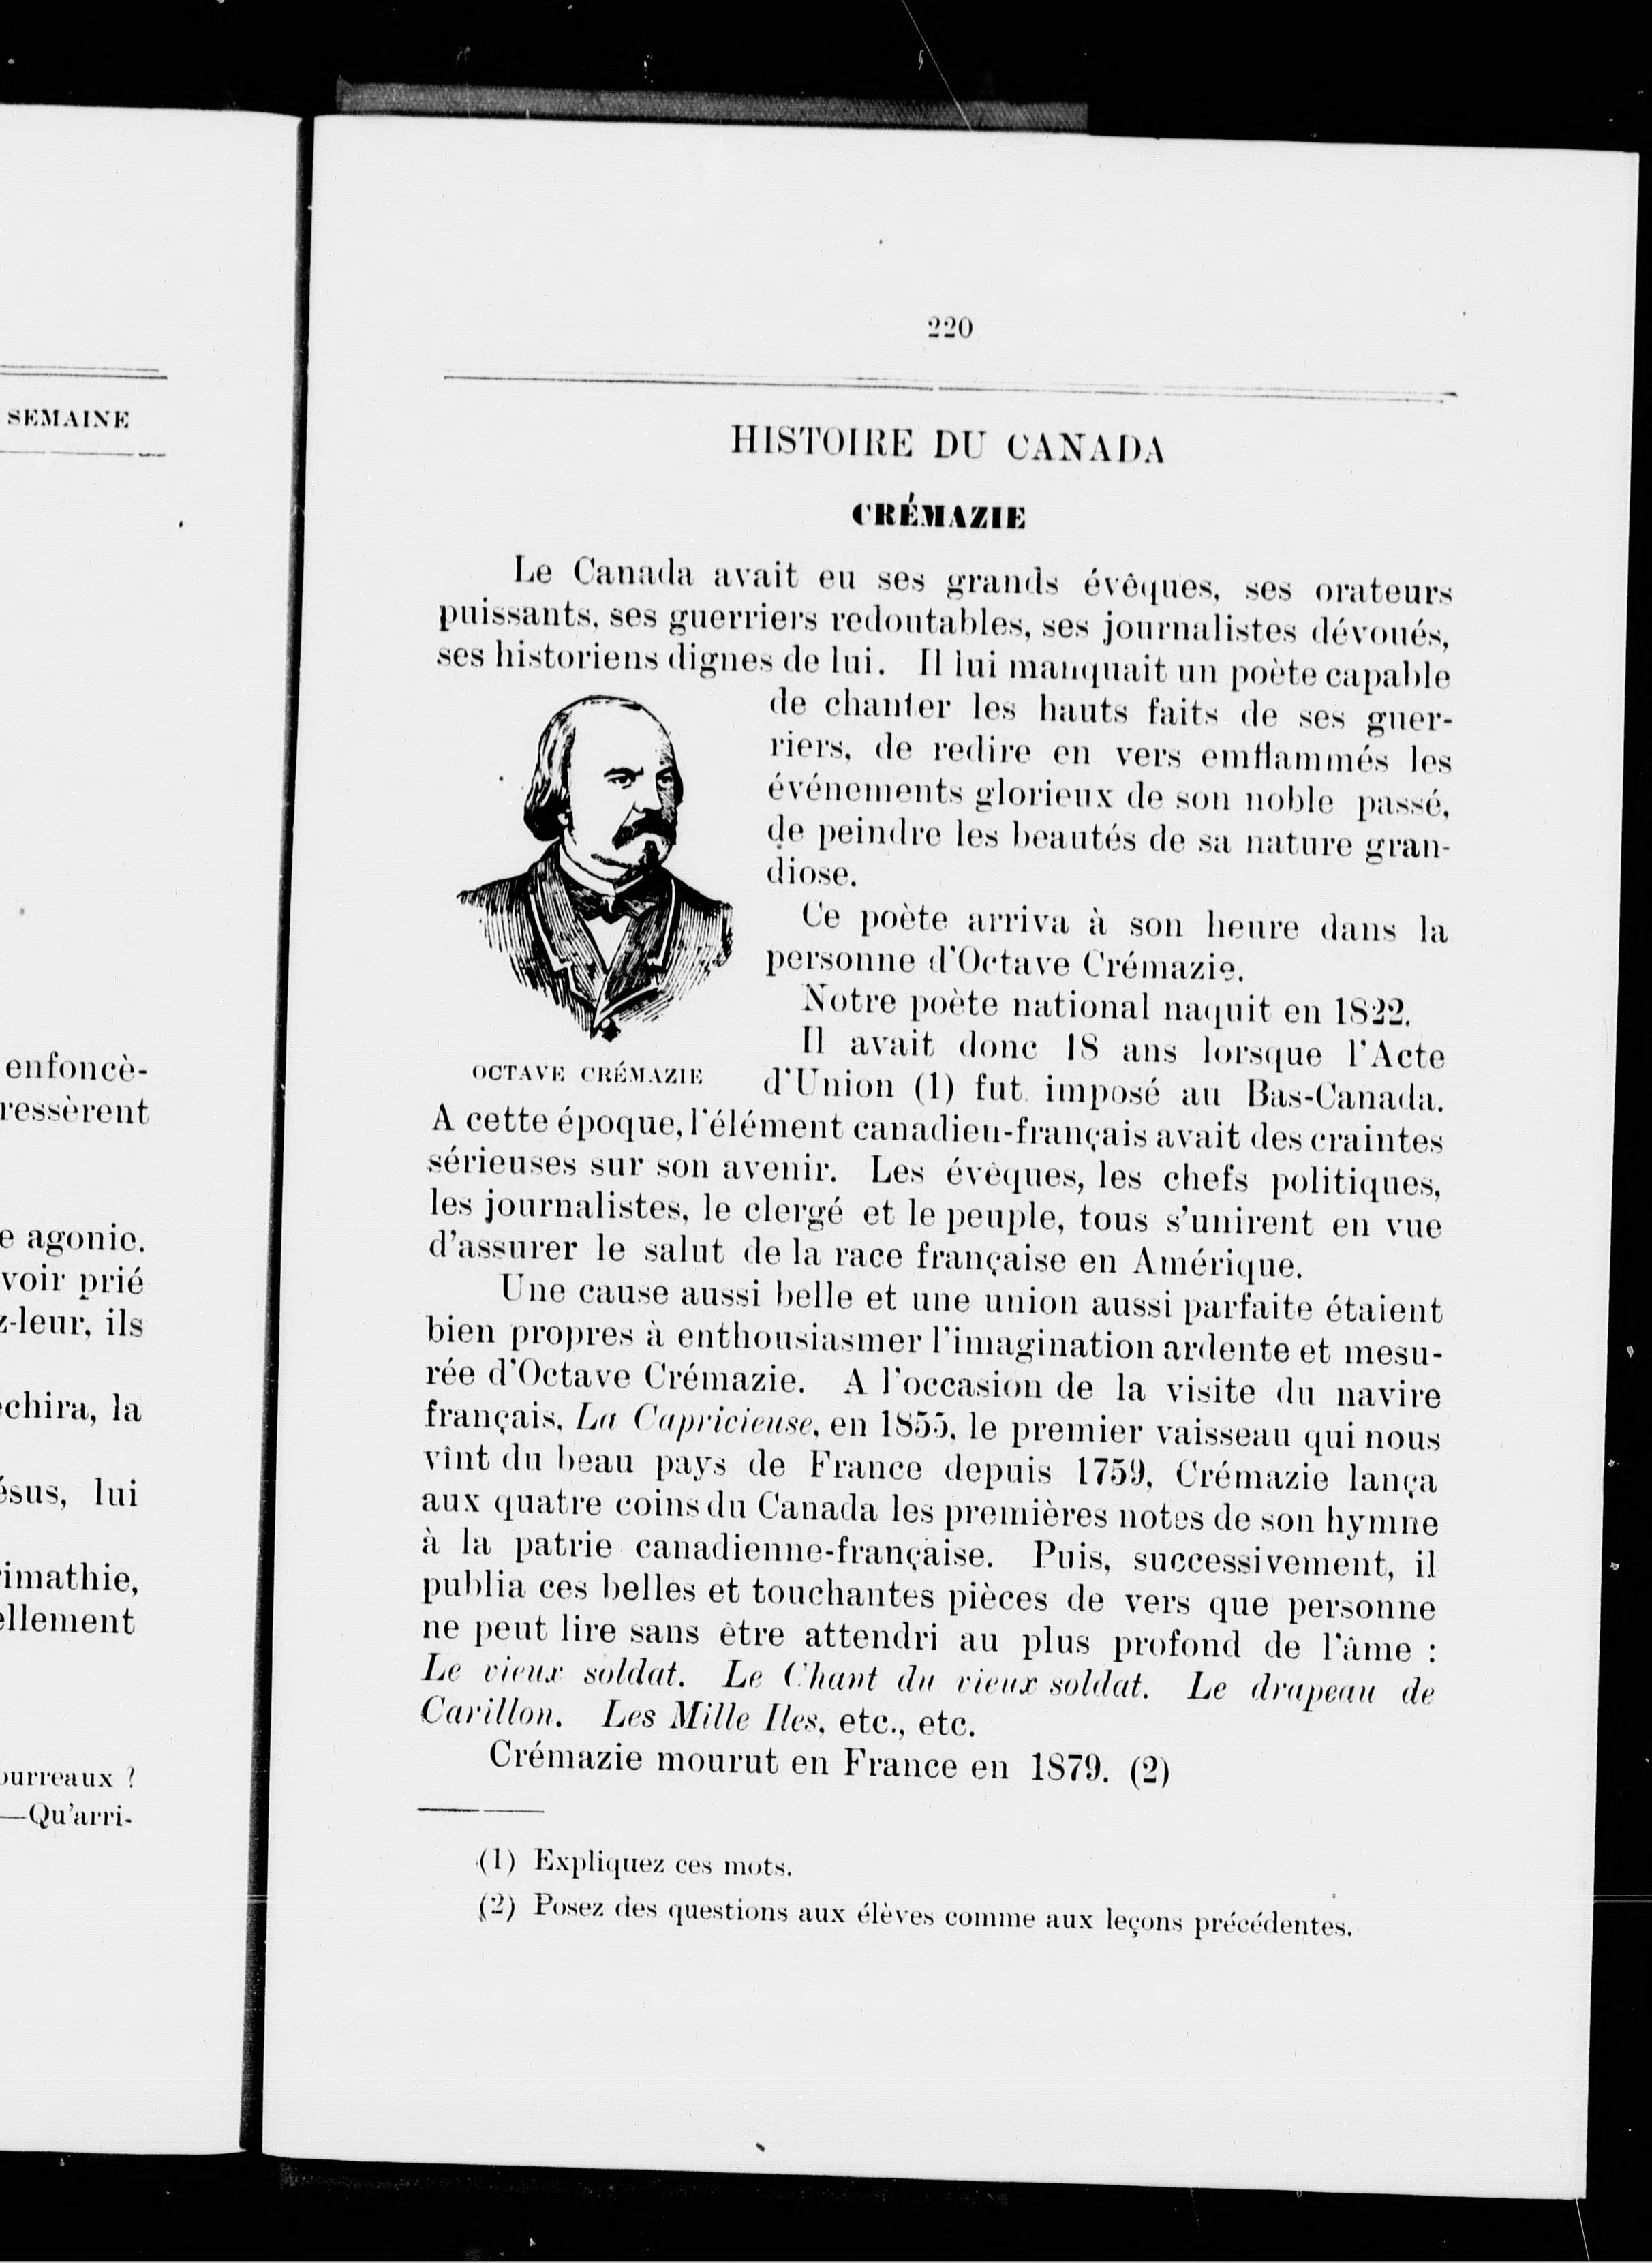 SEMAINE
enfoncè-
ressèrent
e agonie.
voir prié
z-leur, ils
chira, la
ésus, lui
imathie,
ellement
ourreaux ?
—Qu'arri-
220
HISTOIRE DU CANADA
CRÉMAZIE
Le Canada avait eu ses grands évêques, ses orateurs
puissants, ses guerriers redoutables, ses journalistes dévoués,
ses historiens dignes de lui. Il lui manquait un poète capable
de chanter les hauts faits de ses guer-
riers, de redire en vers emflammés les
événements glorieux de son noble passé,
de peindre les beautés de sa nature gran-
diose.
Ce poète arriva à son heure dans la
personne d'Octave Crémazie.
Notre poète national naquit en 1822.
Il avait donc 18 ans lorsque l'Acte
OCTAVE CRÉMAZIE
d'Union (1) fut imposé au Bas-Canada.
A cette époque, l'élément canadieu-français avait des craintes
sérieuses sur son avenir. Les évêques, les chefs politiques,
les journalistes, le clergé et le peuple, tous s'unirent en vue
d'assurer le salut de la race française en Amérique.
Une cause aussi belle et une union aussi parfaite étaient
bien propres à enthousiasmer l'imagination ardente et mesu-
rée d'Octave Crémazie. A l'occasion de la visite du navire
français, La Capricieuse, en 1855, le premier vaisseau qui nous
vînt du beau pays de France depuis 1759, Crémazie lança
aux quatre coins du Canada les premières notes de son hymne
à la patrie canadienne-française. Puis, successivement, il
publia ces belles et touchantes pièces de vers que personne
ne peut lire sans être attendri au plus profond de l'âme :
Le vieux soldat. Le Chant du vieux soldat. Le drapeau de
Carillon. Les Mille Iles, etc., etc.
Crémazie mourut en France en 1879. (2)
(1) Expliquez ces mots.
(2) Posez des questions aux élèves comme aux leçons précédentes.